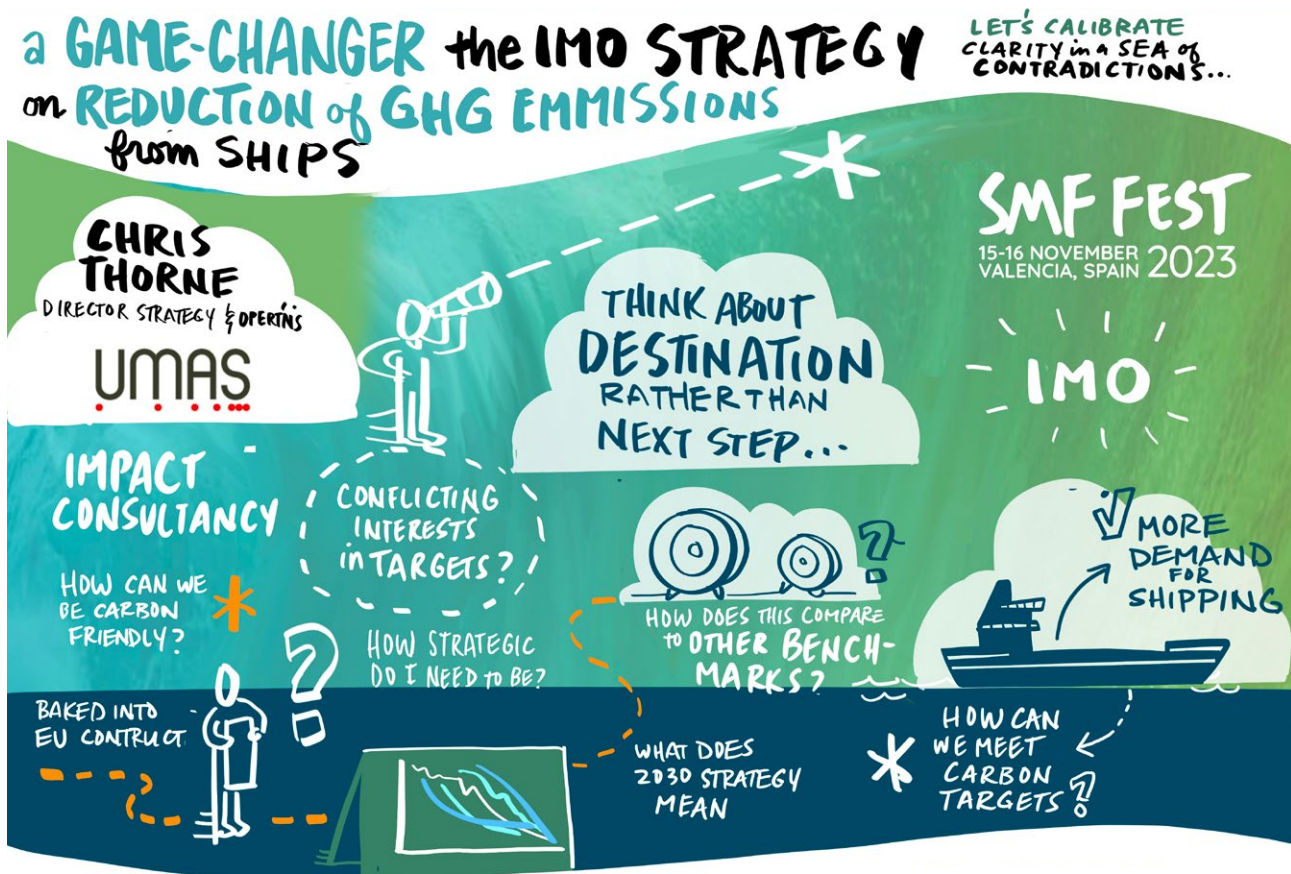 a GAME-CHANGER the IMO STRATEGY
on REDUCTION of GHG EMMISSIONS
from SHIPS
LET'S CALIBRATE
CLARITY in a SEA of
CONTRADICTIONS...
CHRIS
THORNE
DIRECTOR STRATEGY & OPERTN'S
UMAS
SMF FEST
15-16 NOVEMBER
VALENCIA, SPAIN 2023
THINK ABOUT
DESTINATION
RATHER THAN
NEXT STEP...
IMO
IMPACT
CONSULTANCY
CONFLICTING
INTERESTS
in TARGETS?
MORE
DEMAND
FOR
SHIPPING
HOW CAN WE
BE CARBON
FRIENDLY?
?
HOW STRATEGIC
DO I NEED to BE?
?
HOW DOES THIS COMPARE
to OTHER BENCH-
MARKS?
BAKED INTO
EU CONTRUCT
WHAT DOES
2030 STRATEGY
MEAN
HOW CAN
WE MEET
CARBON
TARGETS?